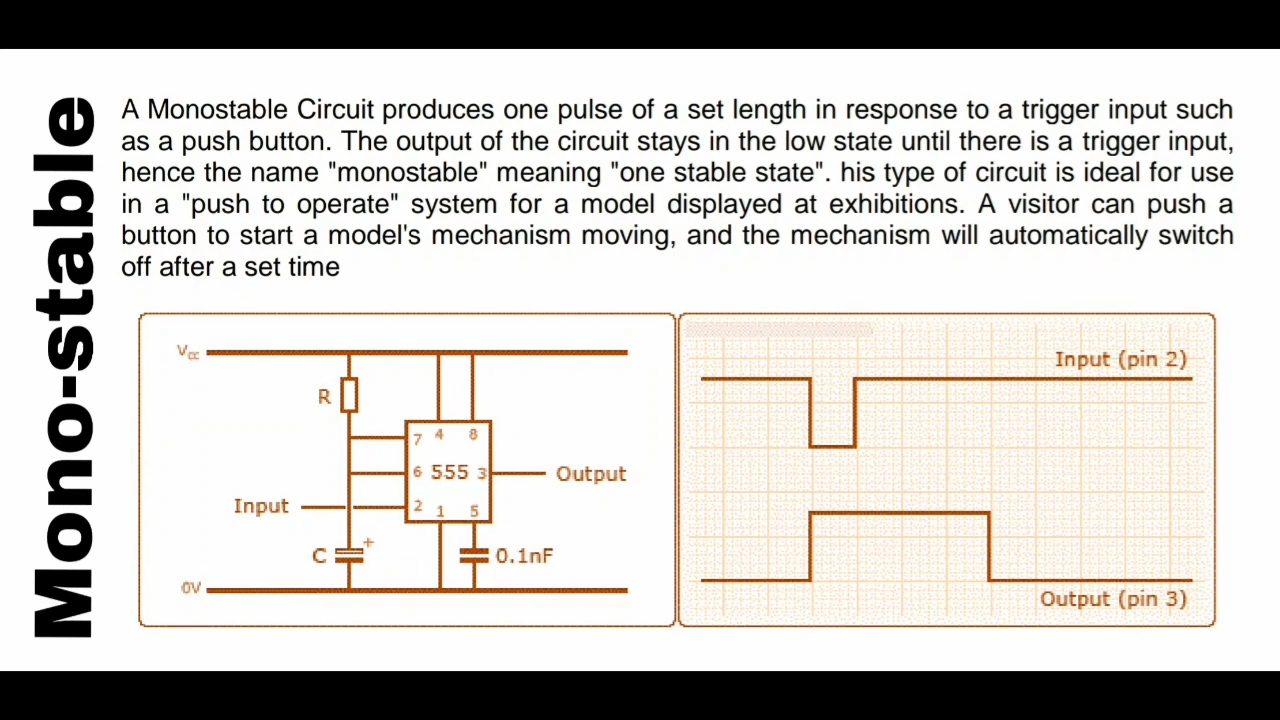 Mono-stable
A Monostable Circuit produces one pulse of a set length in response to a trigger input such
as a push button. The output of the circuit stays in the low state until there is a trigger input,
hence the name "monostable" meaning "one stable state". his type of circuit is ideal for use
in a "push to operate" system for a model displayed at exhibitions. A visitor can push a
button to start a model's mechanism moving, and the mechanism will automatically switch
off after a set time
Vcc
R
7 4 8
6 555 3 Output
Input 2 1 5
C + 0.1nF
0V
Input (pin 2)
Output (pin 3)